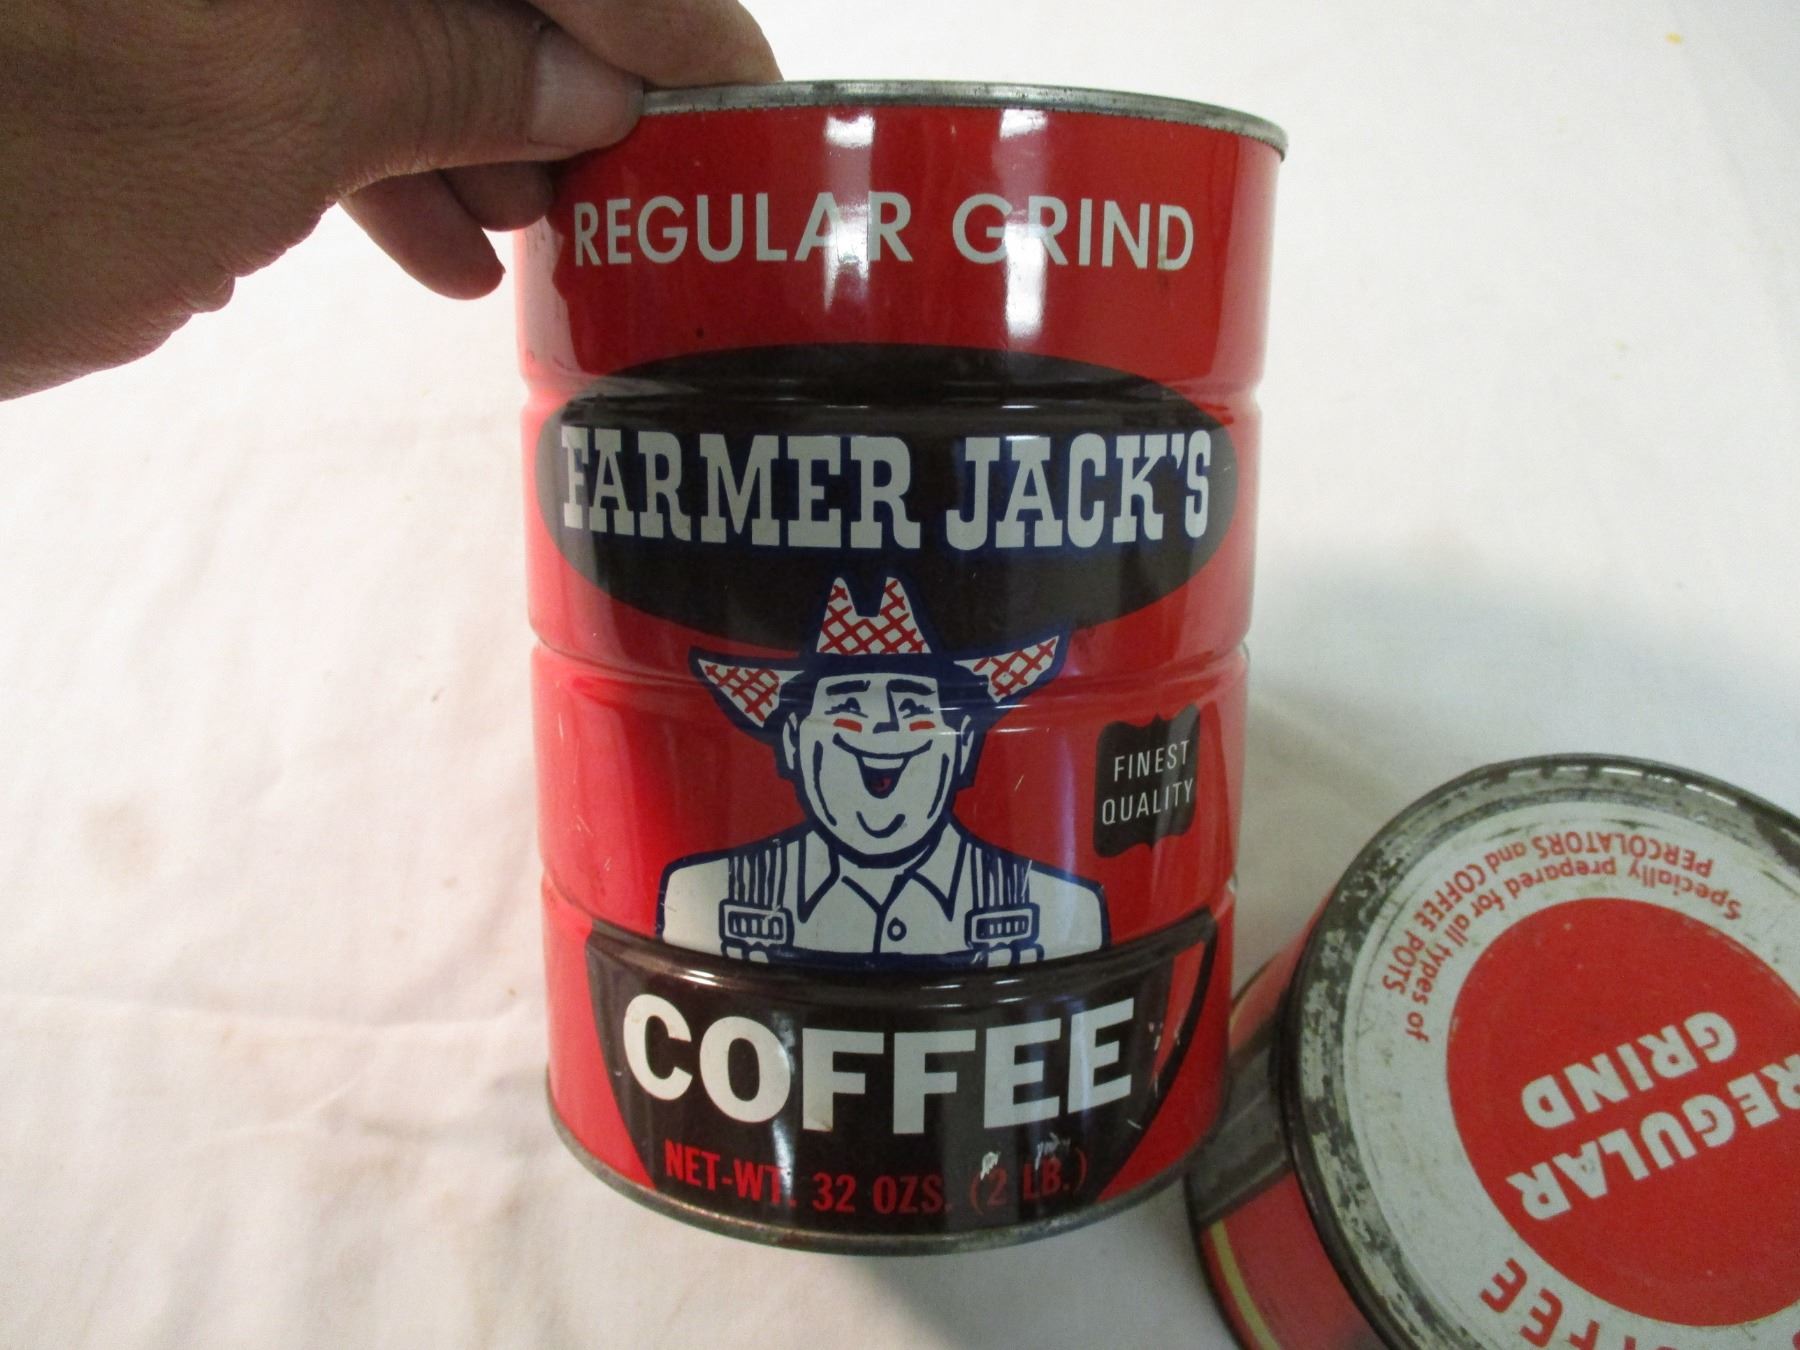 REGULAR GRIND
FARMER JACK'S
FINEST
QUALITY
COFFEE
NET-WT. 32 OZS. (2 LB.)
Specially prepared for all types of
PERCOLATORS and COFFEE POTS
REGULAR
GRIND